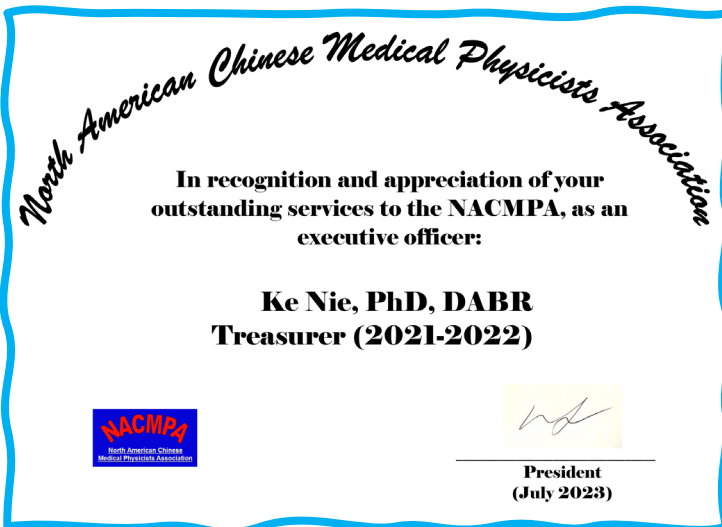 North American Chinese Medical Physicists Association
In recognition and appreciation of your
outstanding services to the NACMPA, as an
executive officer:
Ke Nie, PhD, DABR
Treasurer (2021-2022)
NACMPA
North American Chinese
Medical Physicists Association
President
(July 2023)